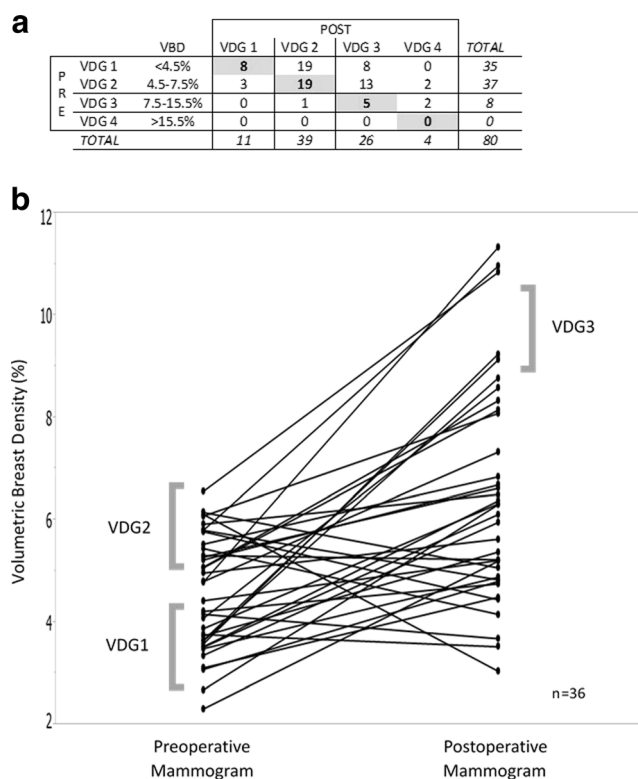 a
POST
VBD VDG 1 VDG 2 VDG 3 VDG 4 TOTAL
PRE
VDG 1 <4.5% 8 19 8 0 35
VDG 2 4.5-7.5% 3 19 13 2 37
VDG 3 7.5-15.5% 0 1 5 2 8
VDG 4 >15.5% 0 0 0 0 0
TOTAL 11 39 26 4 80
b
Volumetric Breast Density (%)
12
10
8
6
4
2
VDG3
VDG2
VDG1
n=36
Preoperative Mammogram
Postoperative Mammogram